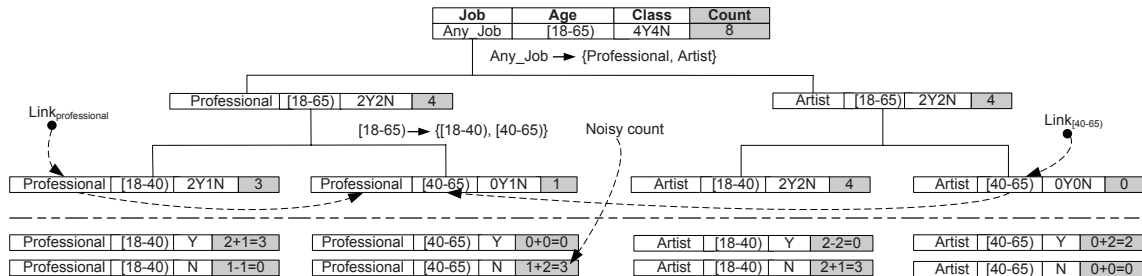 Job Age Class Count
Any_Job [18-65) 4Y4N 8
Any_Job → {Professional, Artist}
Professional [18-65) 2Y2N 4 Artist [18-65) 2Y2N 4
Link professional [18-65) → {[18-40), [40-65)} Noisy count Link [40-65)
Professional [18-40) 2Y1N 3 Professional [40-65) 0Y1N 1 Artist [18-40) 2Y2N 4 Artist [40-65) 0Y0N 0
Professional [18-40) Y 2+1=3 Professional [40-65) Y 0+0=0 Artist [18-40) Y 2-2=0 Artist [40-65) Y 0+2=2
Professional [18-40) N 1-1=0 Professional [40-65) N 1+2=3 Artist [18-40) N 2+1=3 Artist [40-65) N 0+0=0